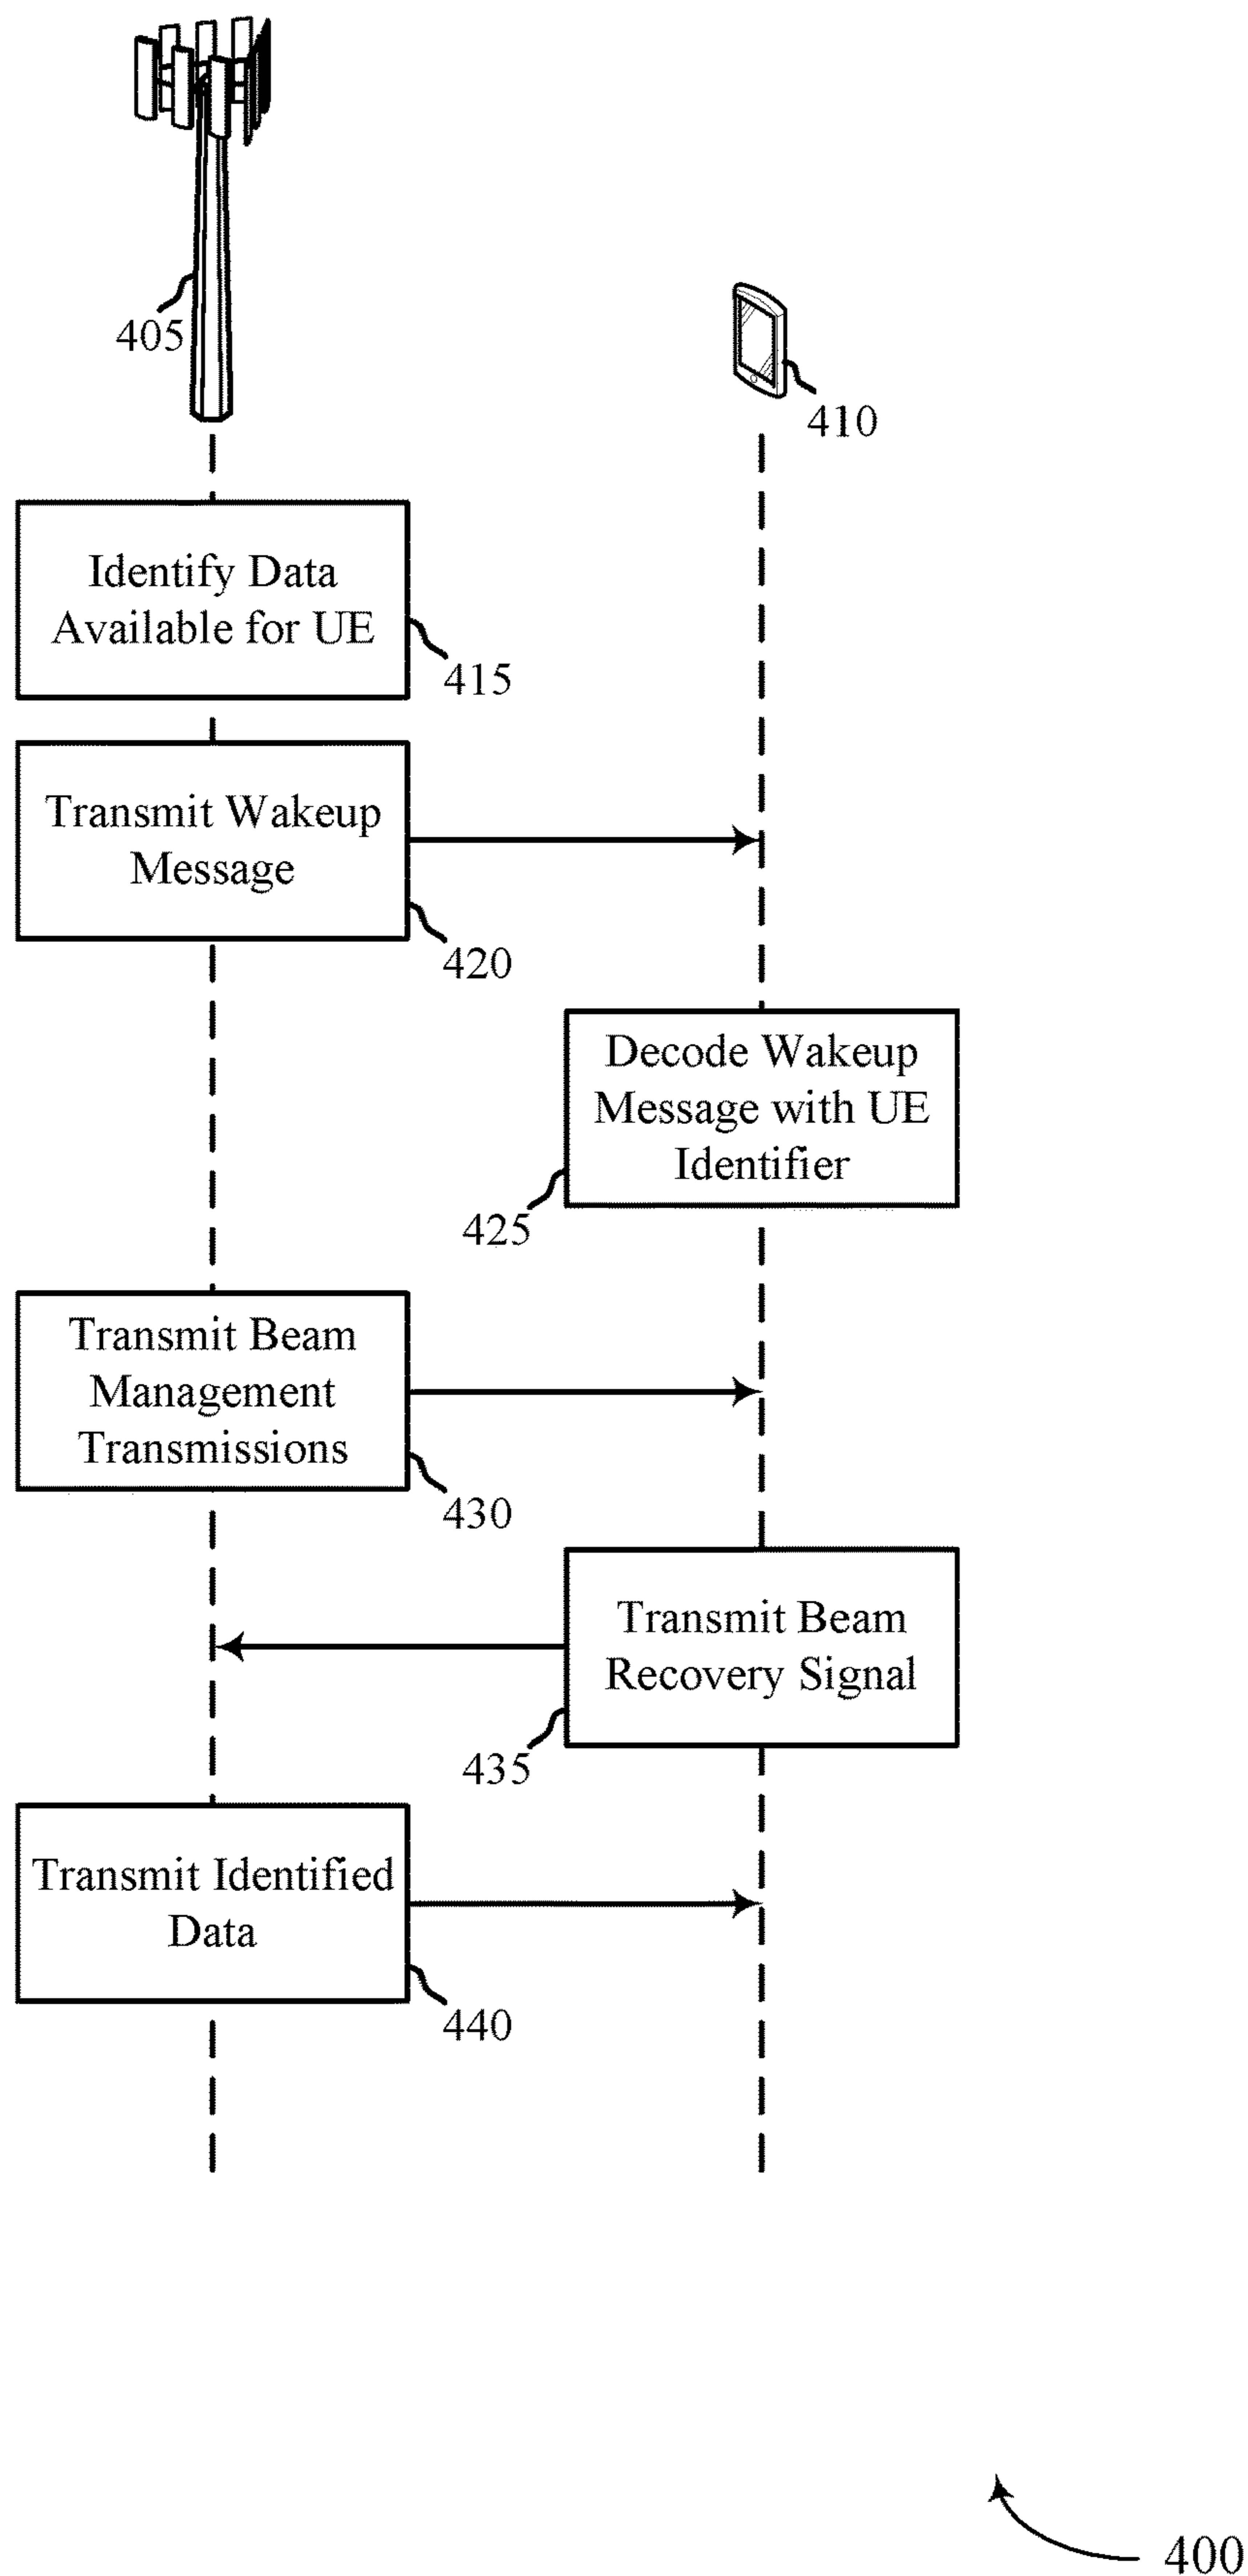 405
410
Identify Data
Available for UE
415
Transmit Wakeup
Message
420
Decode Wakeup
Message with UE
Identifier
425
Transmit Beam
Management
Transmissions
430
Transmit Beam
Recovery Signal
435
Transmit Identified
Data
440
400